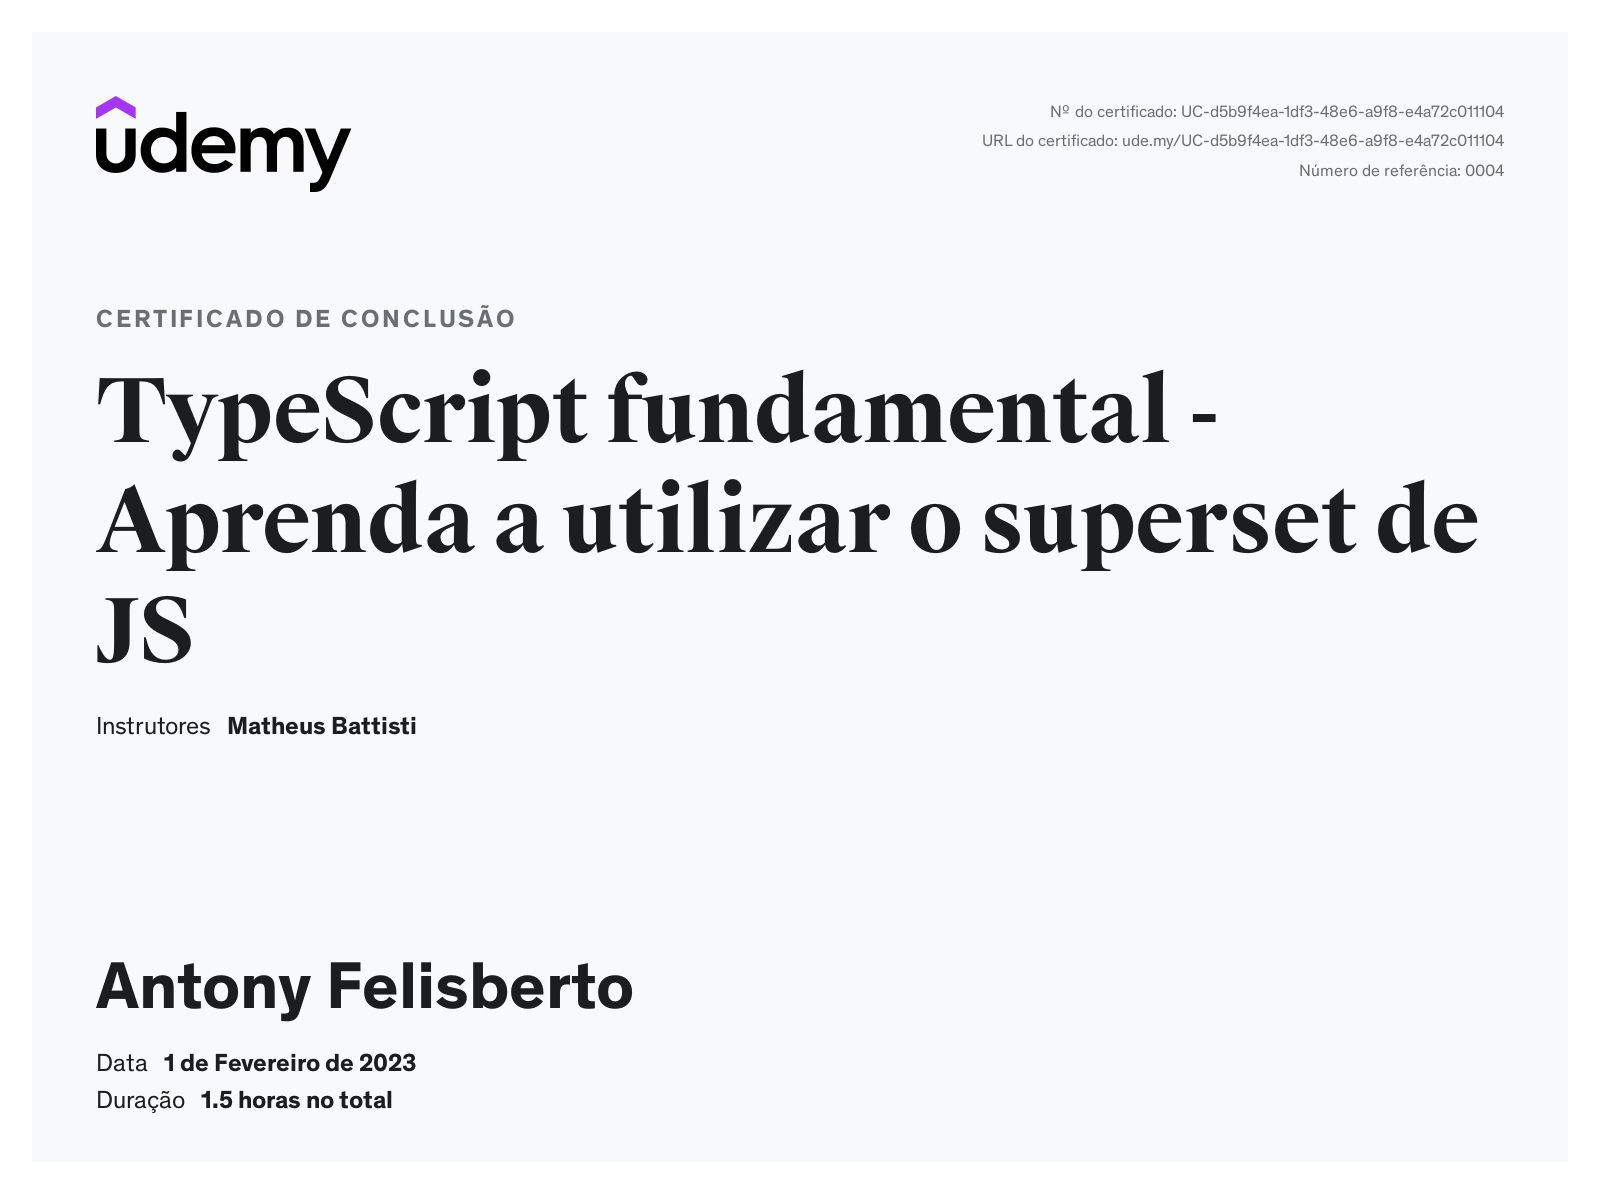 udemy
Nº do certificado: UC-d5b9f4ea-1df3-48e6-a9f8-e4a72c011104
URL do certificado: ude.my/UC-d5b9f4ea-1df3-48e6-a9f8-e4a72c011104
Número de referência: 0004
CERTIFICADO DE CONCLUSÃO
TypeScript fundamental -
Aprenda a utilizar o superset de
JS
Instrutores Matheus Battisti
Antony Felisberto
Data 1 de Fevereiro de 2023
Duração 1.5 horas no total